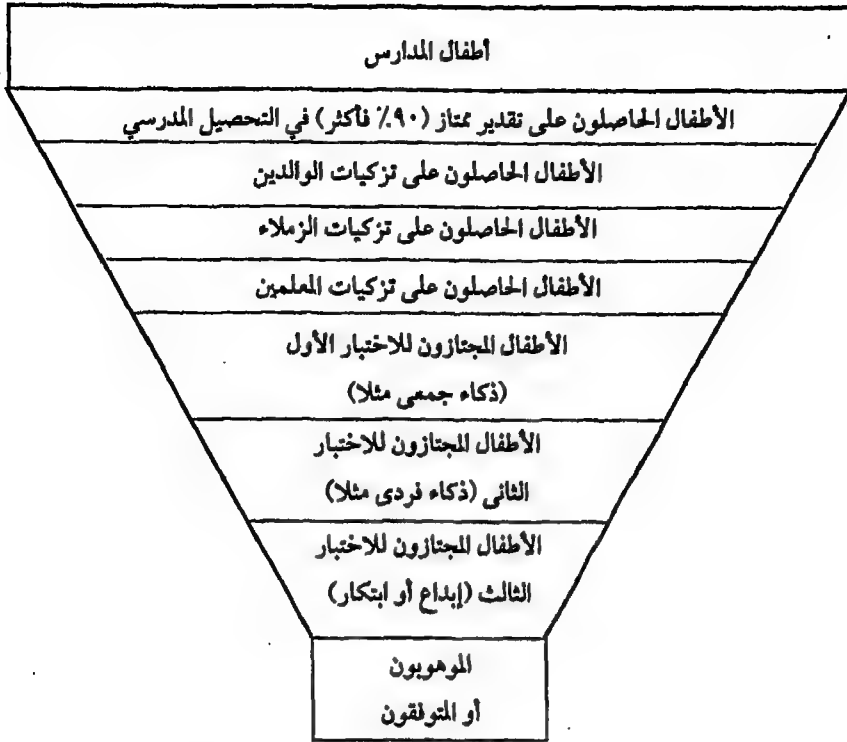 أطفال المدارس
الأطفال الحاصلون على تقدير ممتاز (٩٠٪ فأكثر) في التحصيل المدرسي
الأطفال الحاصلون على تزكيات الوالدين
الأطفال الحاصلون على تزكيات الزملاء
الأطفال الحاصلون على تزكيات المعلمين
الأطفال المجتازون للاختبار الأول
(ذكاء جمعى مثلا)
الأطفال المجتازون للاختبار
الثانى (ذكاء فردى مثلا)
الأطفال المجتازون للاختبار
الثالث (إبداع أو ابتكار)
الموهوبون
أو المتوفقون